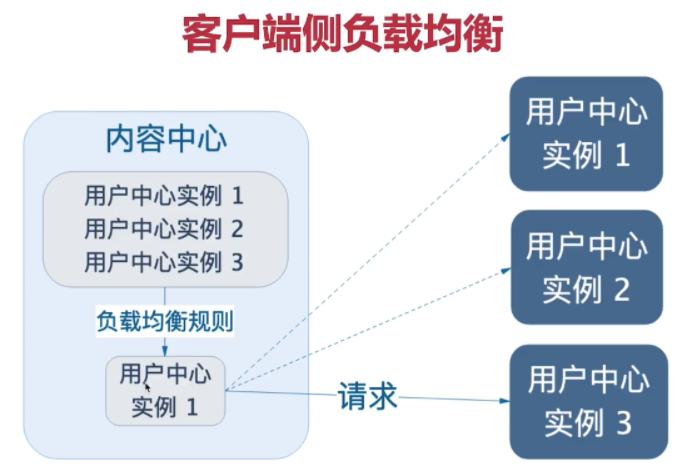 客户端侧负载均衡
内容中心
用户中心实例 1
用户中心实例 2
用户中心实例 3
负载均衡规则
用户中心
实例 1
请求
用户中心
实例 1
用户中心
实例 2
用户中心
实例 3